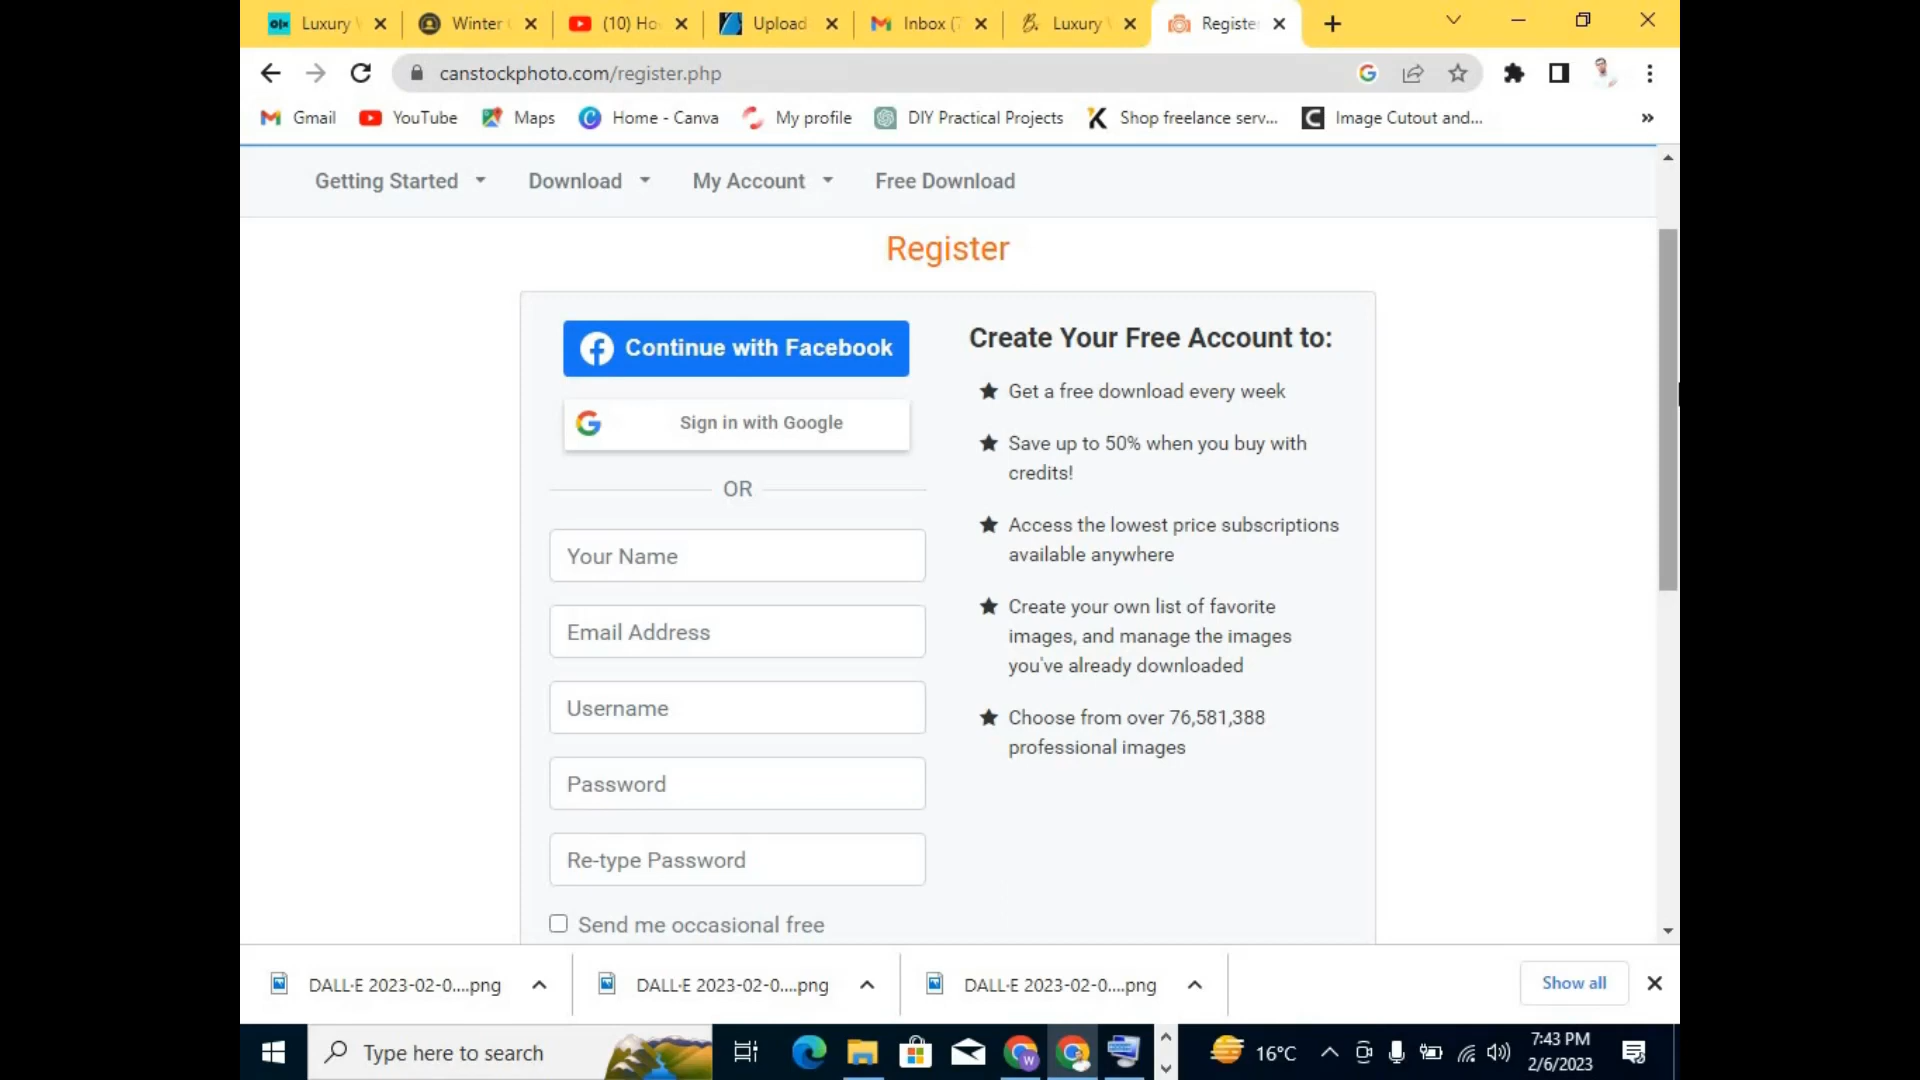 Luxury
Winter
(10) Ho
Upload
Inbox (
Luxury
Registe
canstockphoto.com/register.php
Gmail
YouTube
Maps
Home - Canva
My profile
DIY Practical Projects
Shop freelance serv...
Image Cutout and...
»
Getting Started
Download
My Account
Free Download
Register
Continue with Facebook
Sign in with Google
OR
Your Name
Email Address
Username
Password
Re-type Password
Send me occasional free
Create Your Free Account to:
★ Get a free download every week
★ Save up to 50% when you buy with
credits!
★ Access the lowest price subscriptions
available anywhere
★ Create your own list of favorite
images, and manage the images
you've already downloaded
★ Choose from over 76,581,388
professional images
DALL·E 2023-02-0....png
DALL·E 2023-02-0....png
DALL·E 2023-02-0....png
Show all
Type here to search
16°C
7:43 PM
2/6/2023